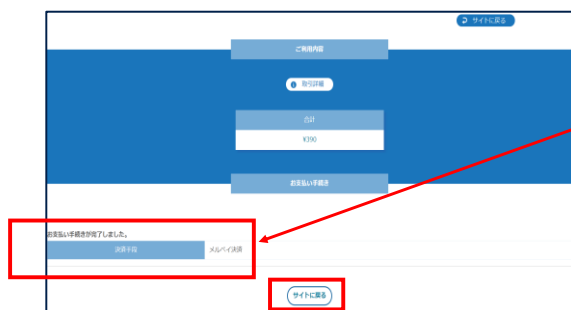 サイトに戻る
ご利用内容
取引詳細
合計
¥390
お支払い手続き
お支払い手続きが完了しました。
決済手段 メルペイ決済
サイトに戻る